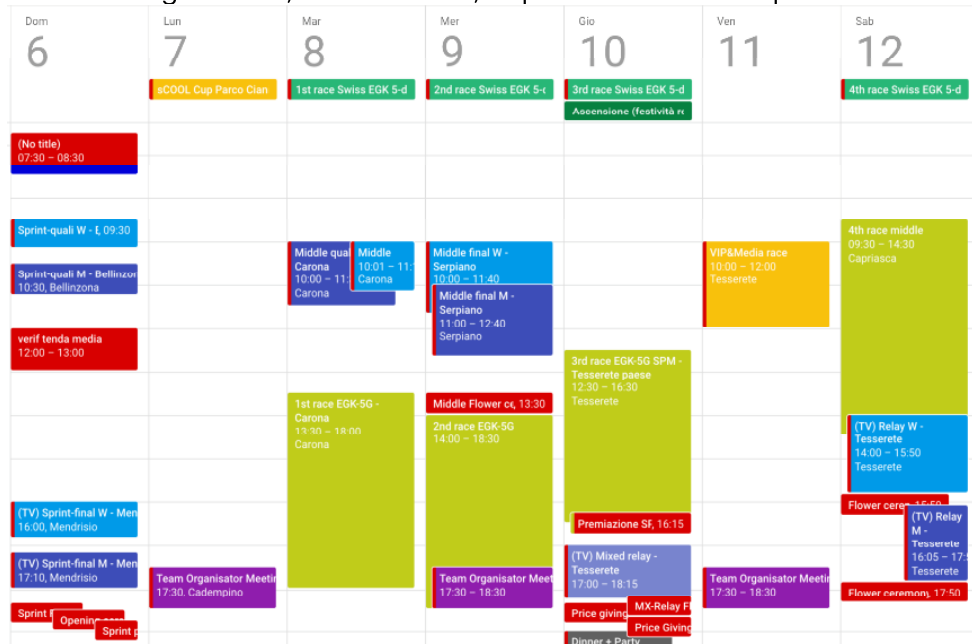 Dom
6
Lun
7
Mar
8
Mer
9
Gio
10
Ven
11
Sab
12
sCOOL Cup Parco Cian
1st race Swiss EGK 5-d
2nd race Swiss EGK 5-
3rd race Swiss EGK 5-d
4th race Swiss EGK 5-d
Ascensione (festività
(No title)
07:30 – 08:30
Sprint-quali W - 09:30
Sprint-quali M - Bellinzor
10:30, Bellinzona
verif tenda media
12:00 – 13:00
(TV) Sprint-final W - Men
16:00, Mendrisio
(TV) Sprint-final M - Men
17:10, Mendrisio
Sprint
Opening
Sprint
Team Organisator Meetin
17:30, Cadempino
Middle qual
Carona
10:00 – 11:
Carona
Middle
10:01 – 11:
Carona
1st race EGK-5G -
Carona
13:30 – 18:00
Carona
Middle final W -
Serpiano
10:00 – 11:40
Middle final M -
Serpiano
11:00 – 12:40
Serpiano
Middle Flower ce, 13:30
2nd race EGK-5G
14:00 – 18:30
Team Organisator Meet
17:30 – 18:30
3rd race EGK-5G SPM -
Tesserete paese
12:30 – 16:30
Tesserete
Premiazione SF, 16:15
(TV) Mixed relay -
Tesserete
17:00 – 18:15
MX-Relay Fl
Price giving
Price Giving
Dinner + Party
VIP&Media race
10:00 – 12:00
Tesserete
Team Organisator Meetin
17:30 – 18:30
4th race middle
09:30 – 14:30
Capriasca
(TV) Relay W -
Tesserete
14:00 – 15:50
Tesserete
Flower cerem, 15:50
(TV) Relay
M -
Tesserete
16:05 – 17:
Tesserete
Flower ceremony, 17:50